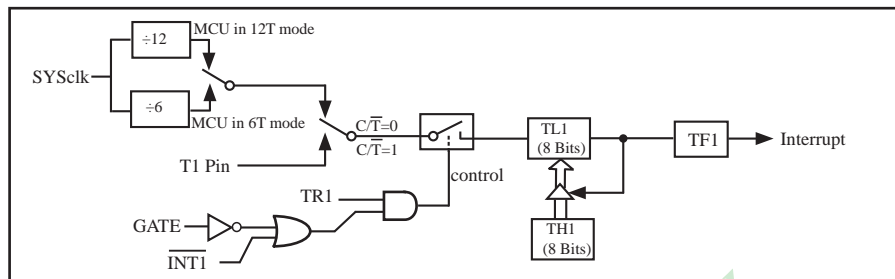 ÷12
MCU in 12T mode
SYSclk
÷6
MCU in 6T mode
C/T̅=0
C/T̅=1
T1 Pin
TL1
(8 Bits)
TF1
Interrupt
control
TR1
GATE
I̅N̅T̅1̅
TH1
(8 Bits)